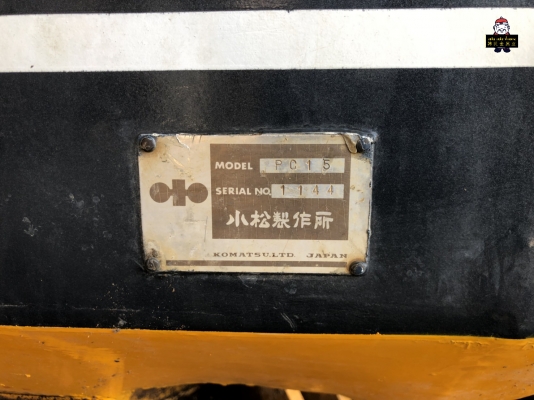 MODEL PC15
SERIAL NO. 1144
小松製作所
KOMATSU,LTD. JAPAN